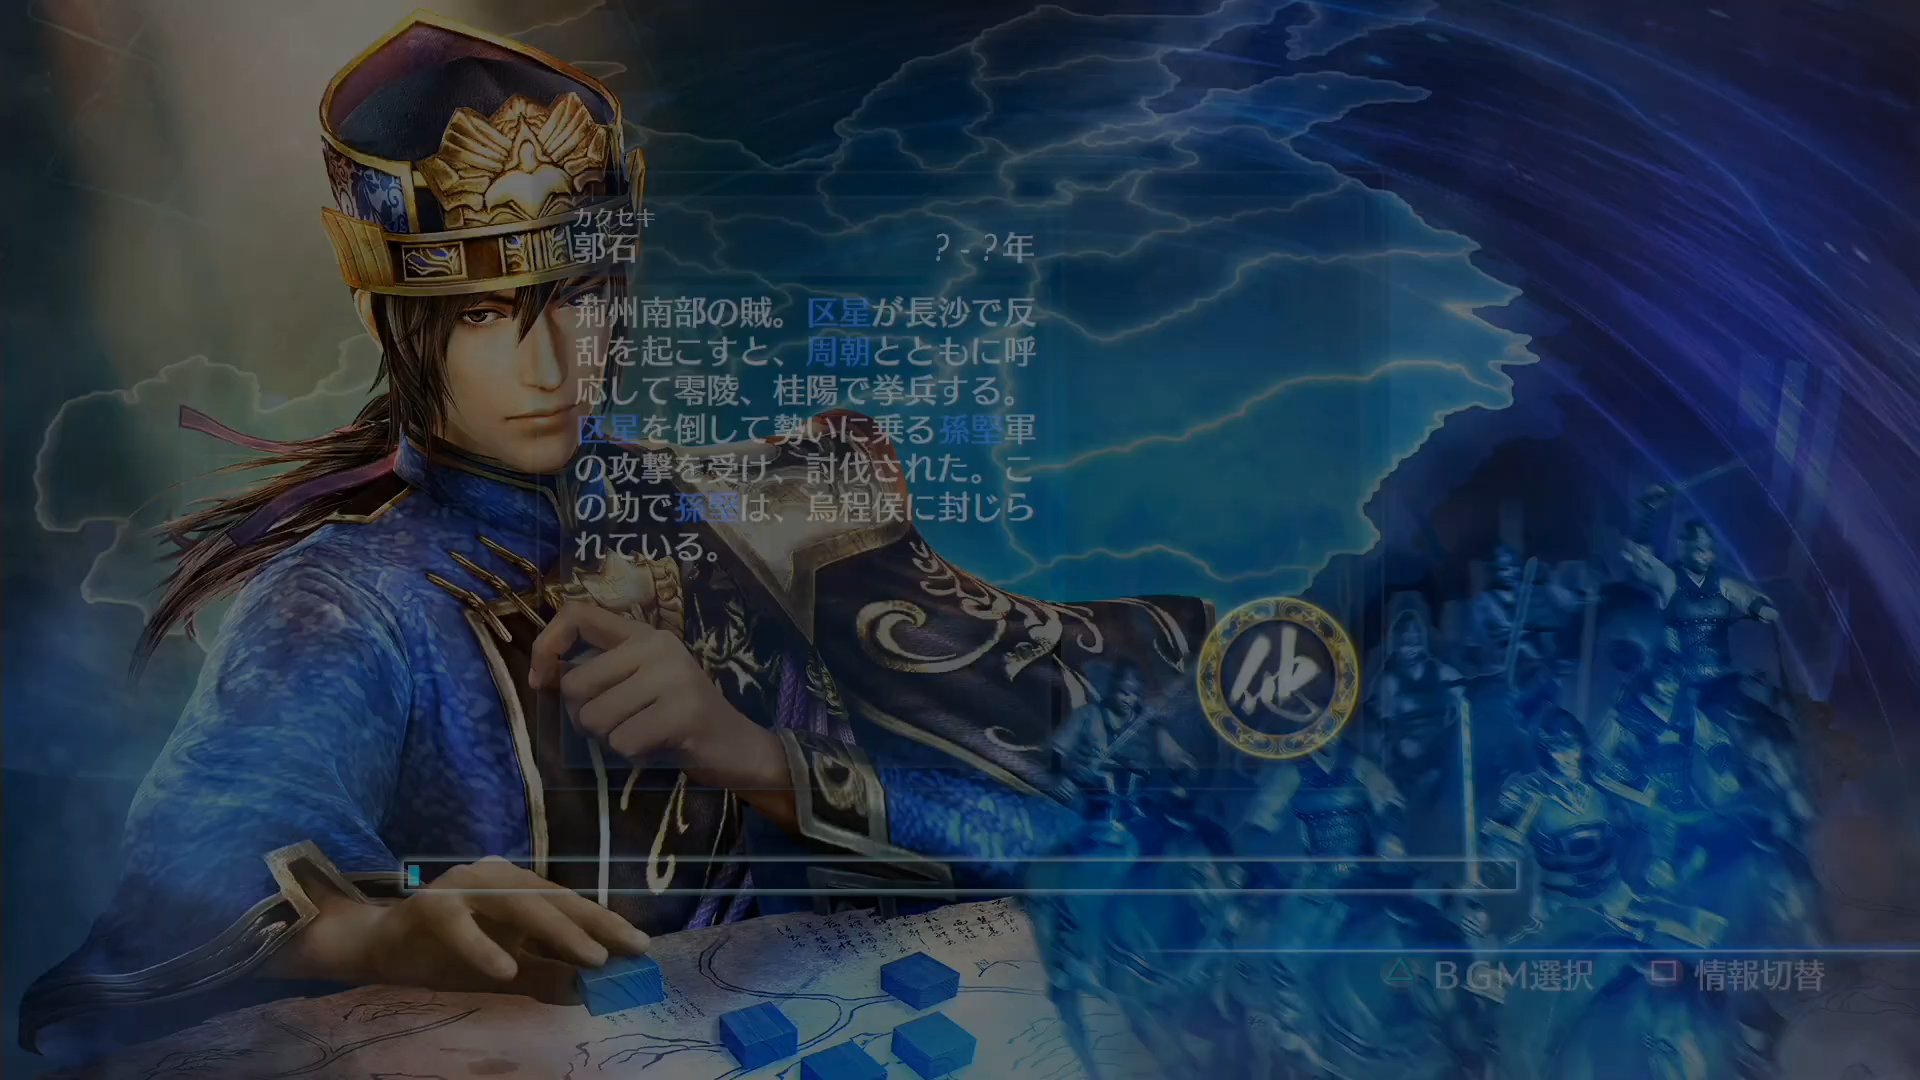 カクセキ
郭石 ?-?年
荊州南部の賊。区星が長沙で反
乱を起こすと、周朝とともに呼
応して零陵、桂陽で挙兵する。
区星を倒して勢いに乗る孫堅軍
の攻撃を受け、討伐された。こ
の功で孫堅は、烏程侯に封じら
れている。
他
BGM選択 情報切替